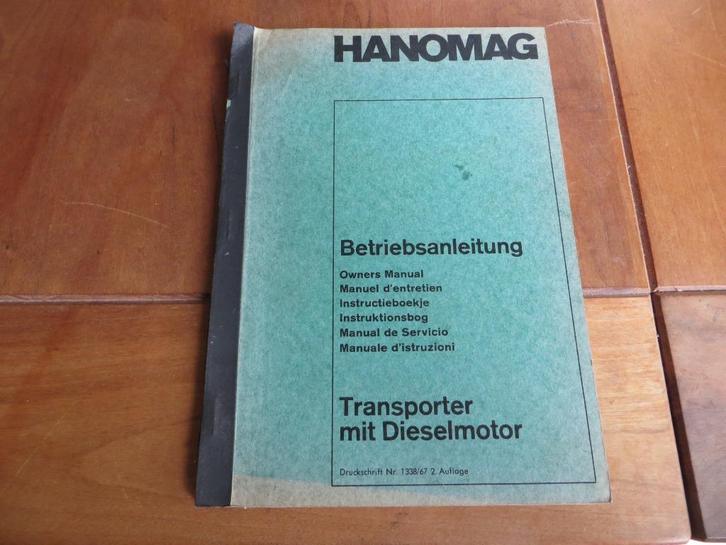 HANOMAG
Betriebsanleitung
Owners Manual
Manuel d'entretien
Instructieboekje
Instruktionsbog
Manual de Servicio
Manuale d'istruzioni
Transporter
mit Dieselmotor
Druckschrift Nr. 1338/67 2. Auflage